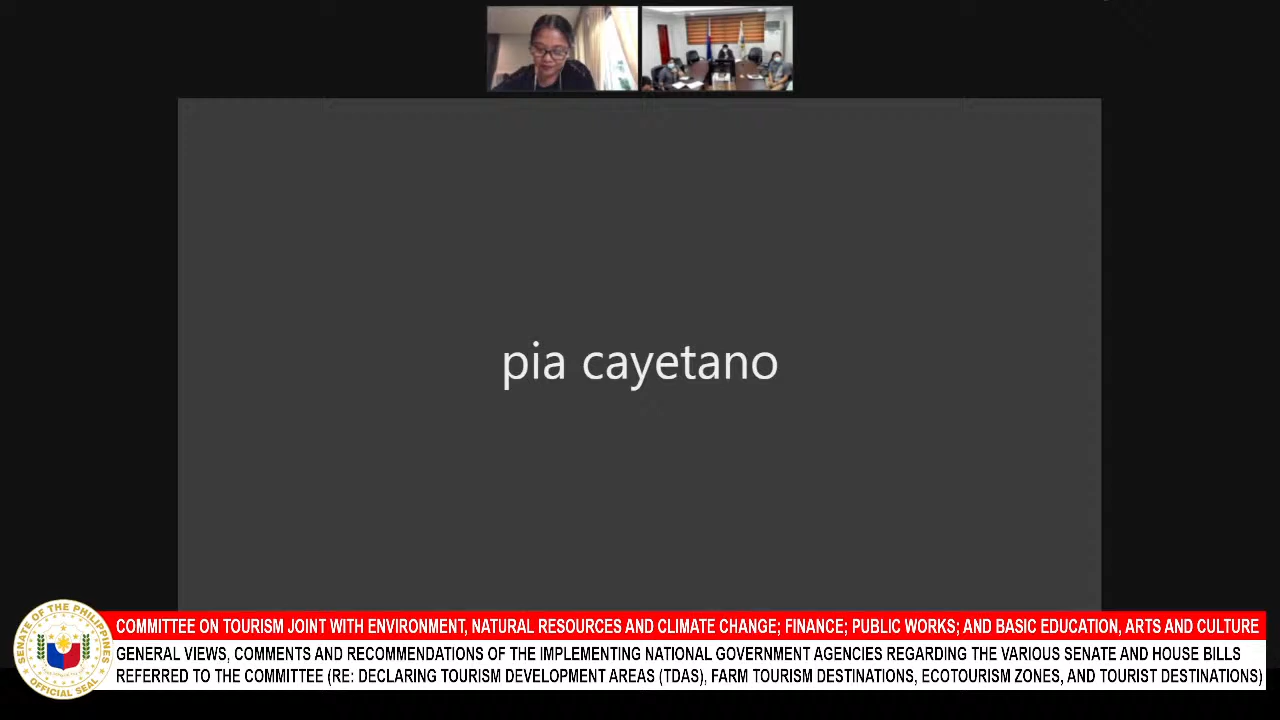 pia cayetano
SENATE OF THE PHILIPPINES
OFFICIAL SEAL
COMMITTEE ON TOURISM JOINT WITH ENVIRONMENT, NATURAL RESOURCES AND CLIMATE CHANGE; FINANCE; PUBLIC WORKS; AND BASIC EDUCATION, ARTS AND CULTURE
GENERAL VIEWS, COMMENTS AND RECOMMENDATIONS OF THE IMPLEMENTING NATIONAL GOVERNMENT AGENCIES REGARDING THE VARIOUS SENATE AND HOUSE BILLS
REFERRED TO THE COMMITTEE (RE: DECLARING TOURISM DEVELOPMENT AREAS (TDAS), FARM TOURISM DESTINATIONS, ECOTOURISM ZONES, AND TOURIST DESTINATIONS)